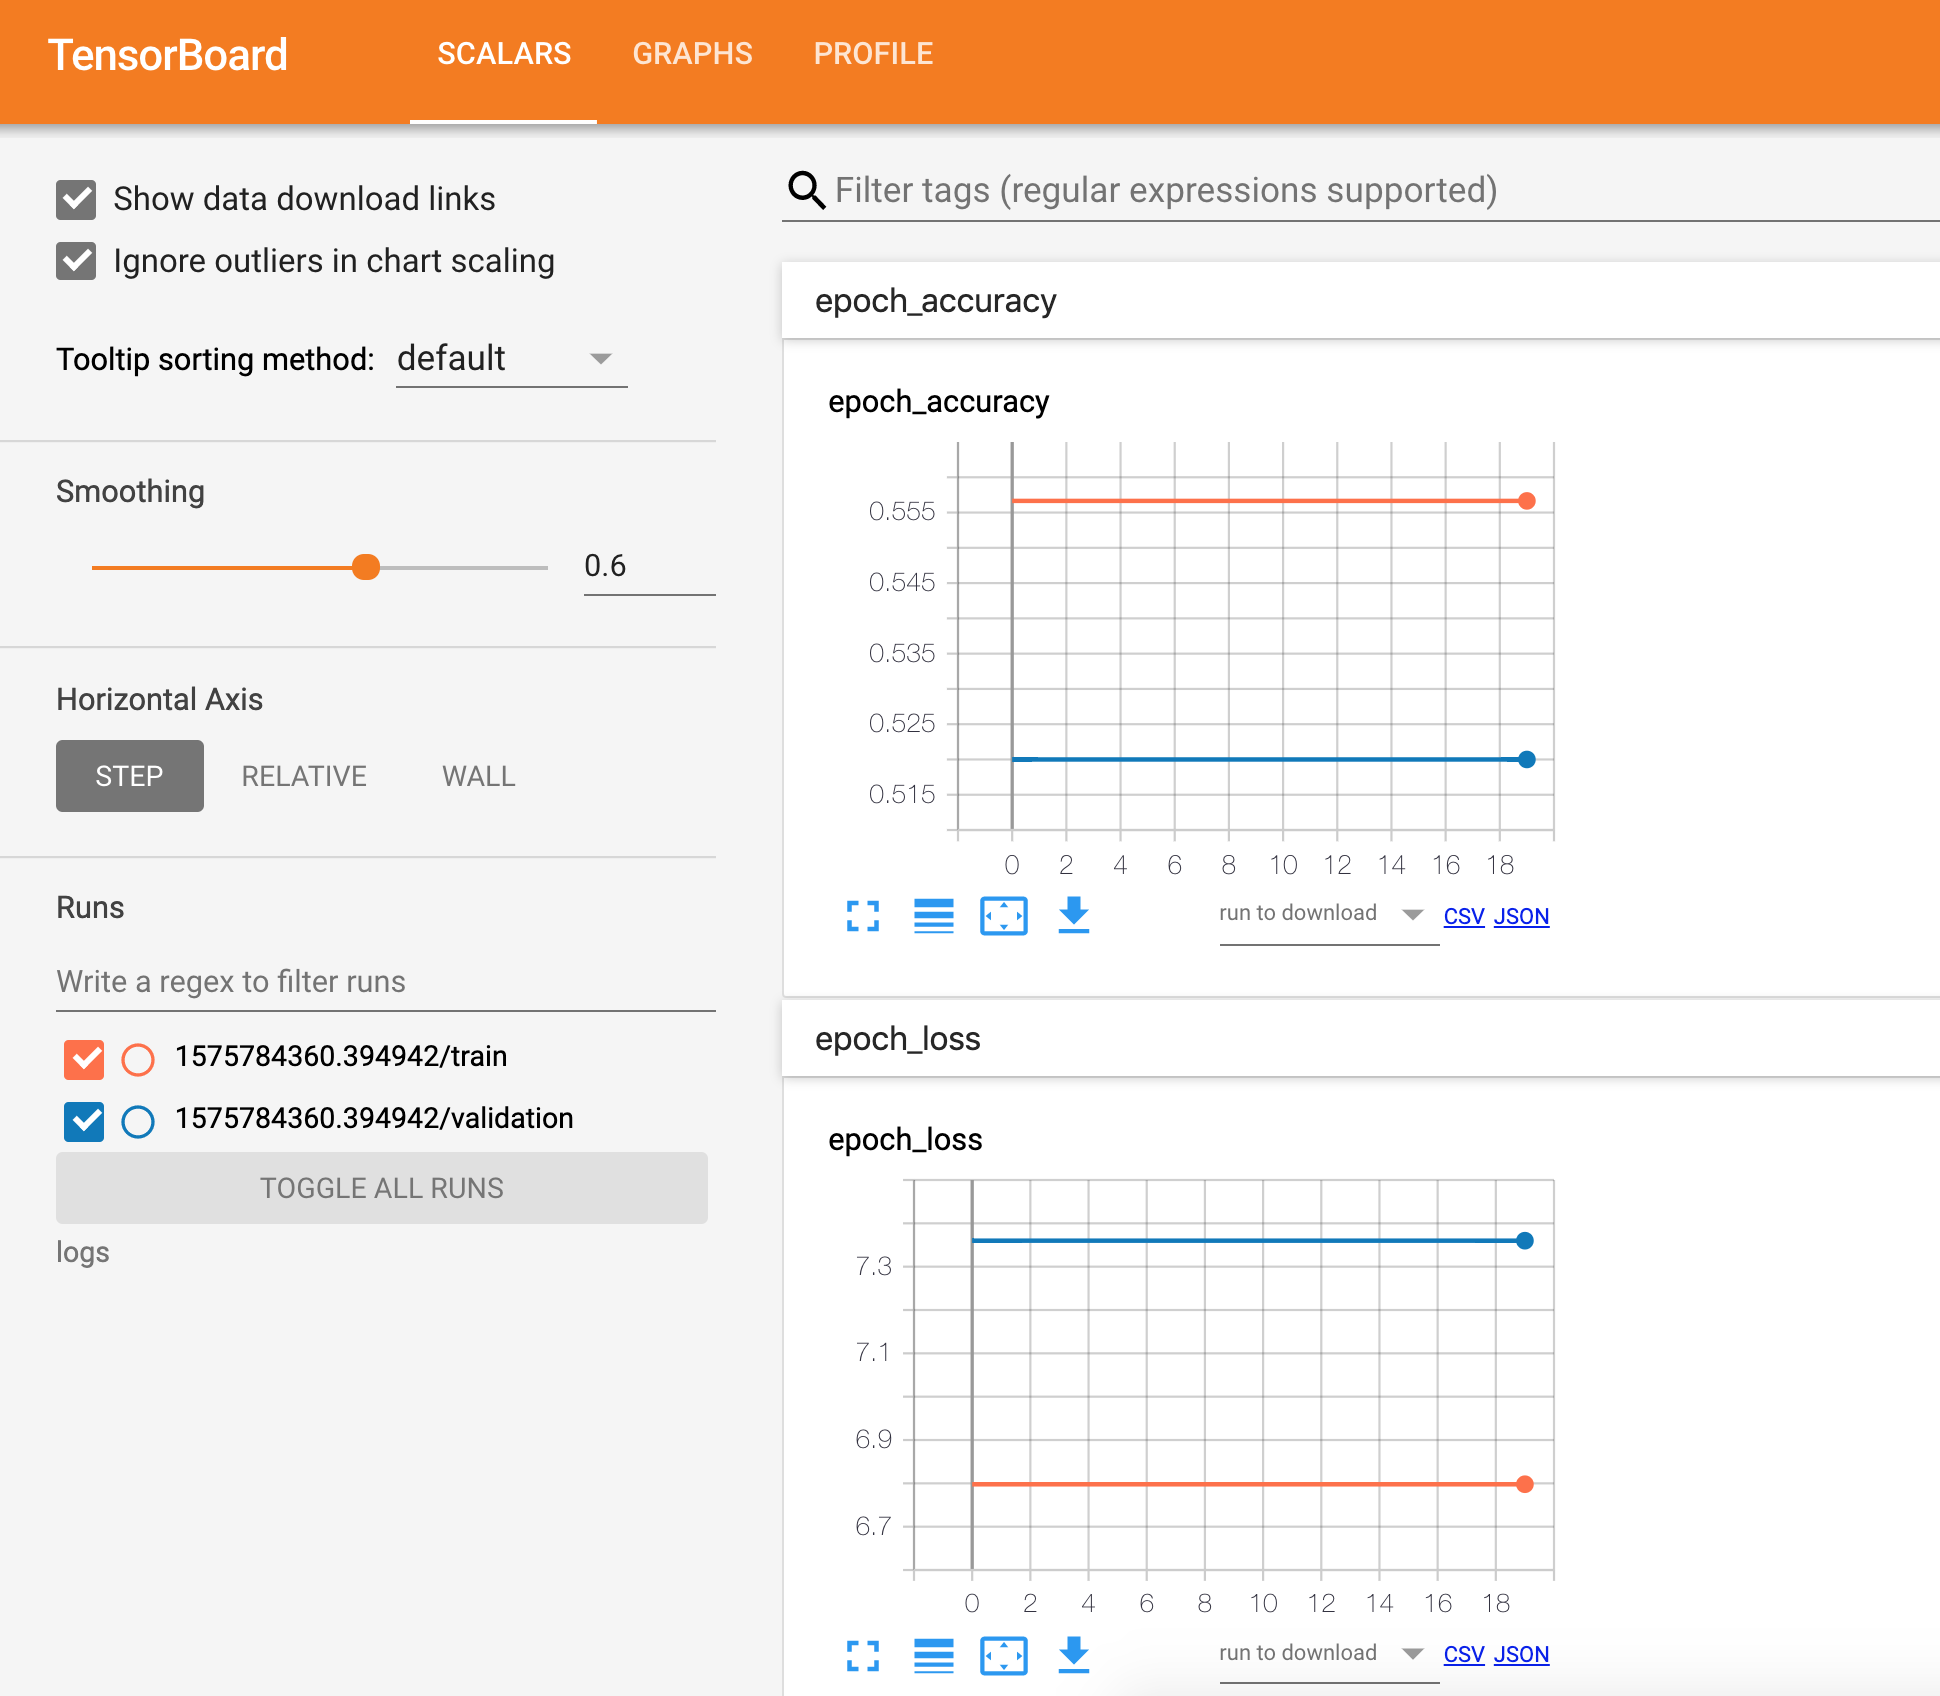 TensorBoard SCALARS GRAPHS PROFILE
Show data download links
Ignore outliers in chart scaling
Tooltip sorting method: default
Smoothing
0.6
Horizontal Axis
STEP RELATIVE WALL
Runs
Write a regex to filter runs
1575784360.394942/train
1575784360.394942/validation
TOGGLE ALL RUNS
logs
Filter tags (regular expressions supported)
epoch_accuracy
epoch_accuracy
0.555
0.545
0.535
0.525
0.515
0 2 4 6 8 10 12 14 16 18
run to download CSV JSON
epoch_loss
epoch_loss
7.3
7.1
6.9
6.7
0 2 4 6 8 10 12 14 16 18
run to download CSV JSON